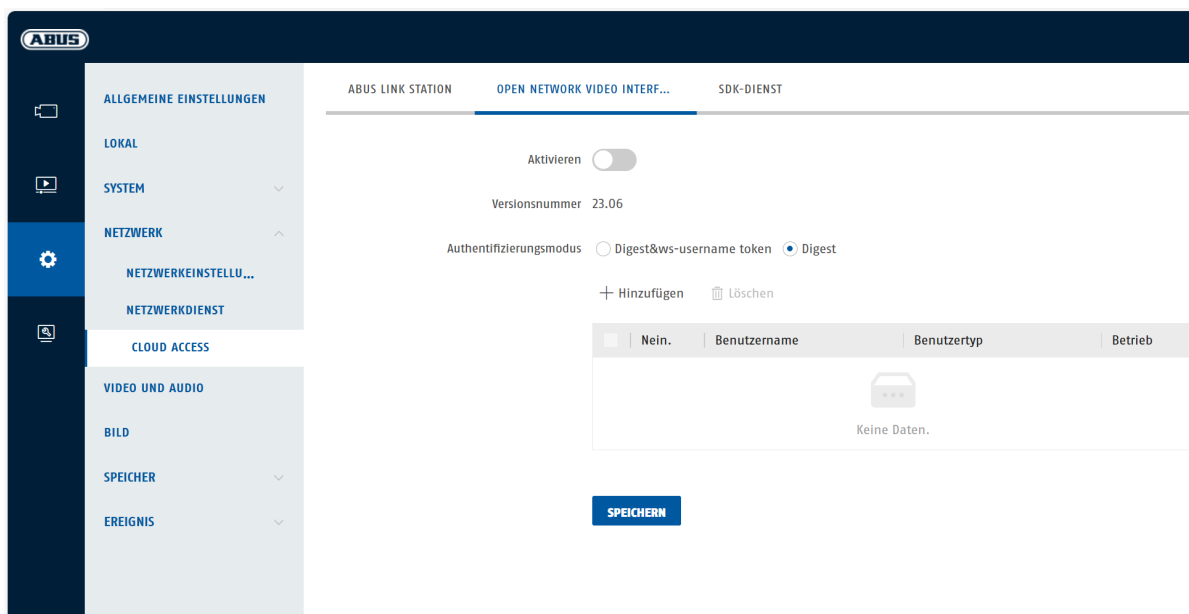 ABUS
ALLGEMEINE EINSTELLUNGEN
LOKAL
SYSTEM
NETZWERK
NETZWERKEINSTELLU...
NETZWERKDIENST
CLOUD ACCESS
VIDEO UND AUDIO
BILD
SPEICHER
EREIGNIS
ABUS LINK STATION OPEN NETWORK VIDEO INTERF... SDK-DIENST
Aktivieren
Versionsnummer 23.06
Authentifizierungsmodus Digest&ws-username token Digest
Hinzufügen Löschen
Nein. Benutzername Benutzertyp Betrieb
Keine Daten.
SPEICHERN